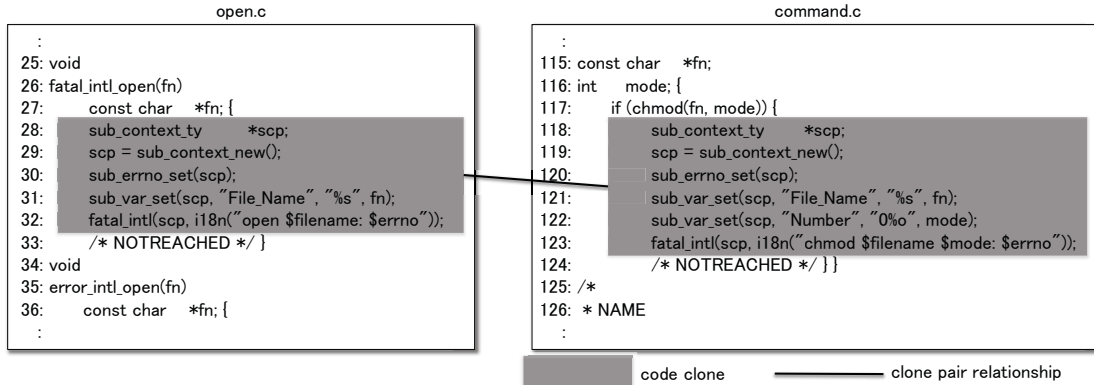 open.c
:
25: void
26: fatal_intl_open(fn)
27: const char *fn; {
28: sub_context_ty *scp;
29: scp = sub_context_new();
30: sub_errno_set(scp);
31: sub_var_set(scp, "File_Name", "%s", fn);
32: fatal_intl(scp, i18n("open $filename: $errno"));
33: /* NOTREACHED */ }
34: void
35: error_intl_open(fn)
36: const char *fn; {
:
command.c
:
115: const char *fn;
116: int mode; {
117: if (chmod(fn, mode)) {
118: sub_context_ty *scp;
119: scp = sub_context_new();
120: sub_errno_set(scp);
121: sub_var_set(scp, "File_Name", "%s", fn);
122: sub_var_set(scp, "Number", "0%o", mode);
123: fatal_intl(scp, i18n("chmod $filename $mode: $errno"));
124: /* NOTREACHED */ } }
125: /*
126: * NAME
:
code clone
clone pair relationship